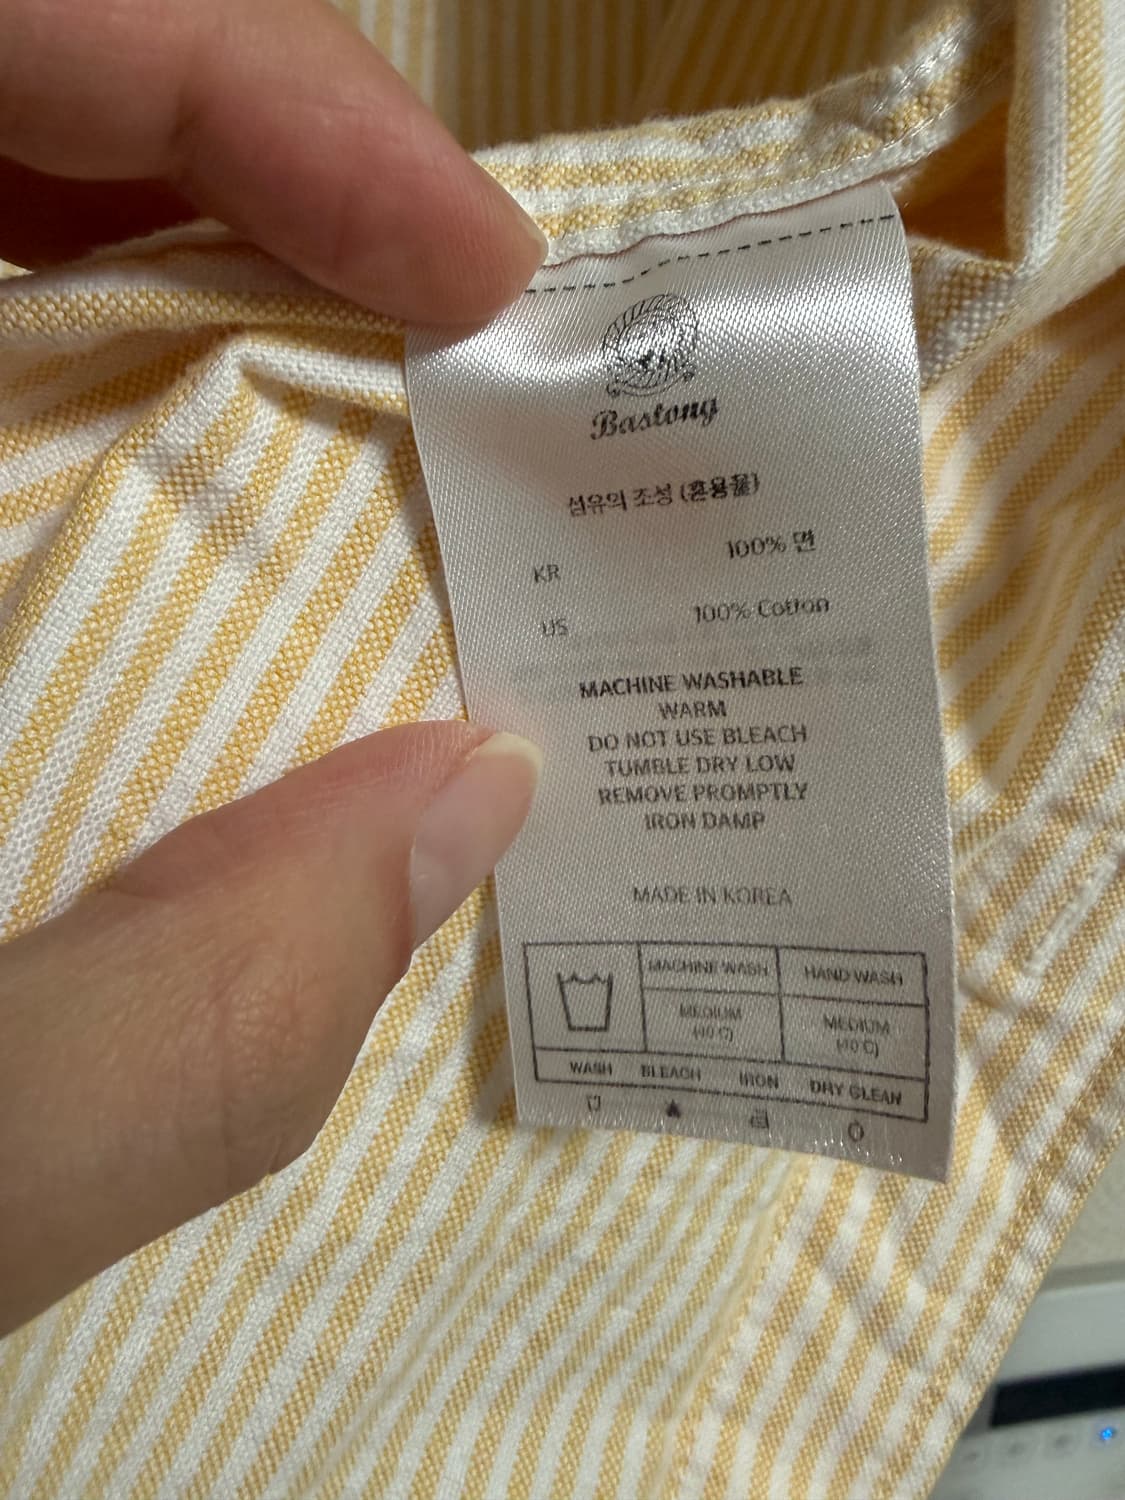 Bastong
섬유의 조성 (혼용율)
KR 100% 면
US 100% Cotton
MACHINE WASHABLE
WARM
DO NOT USE BLEACH
TUMBLE DRY LOW
REMOVE PROMPTLY
IRON DAMP
MADE IN KOREA
MACHINE WASH HAND WASH
MEDIUM MEDIUM
(40°C) (40°C)
WASH BLEACH IRON DRY CLEAN